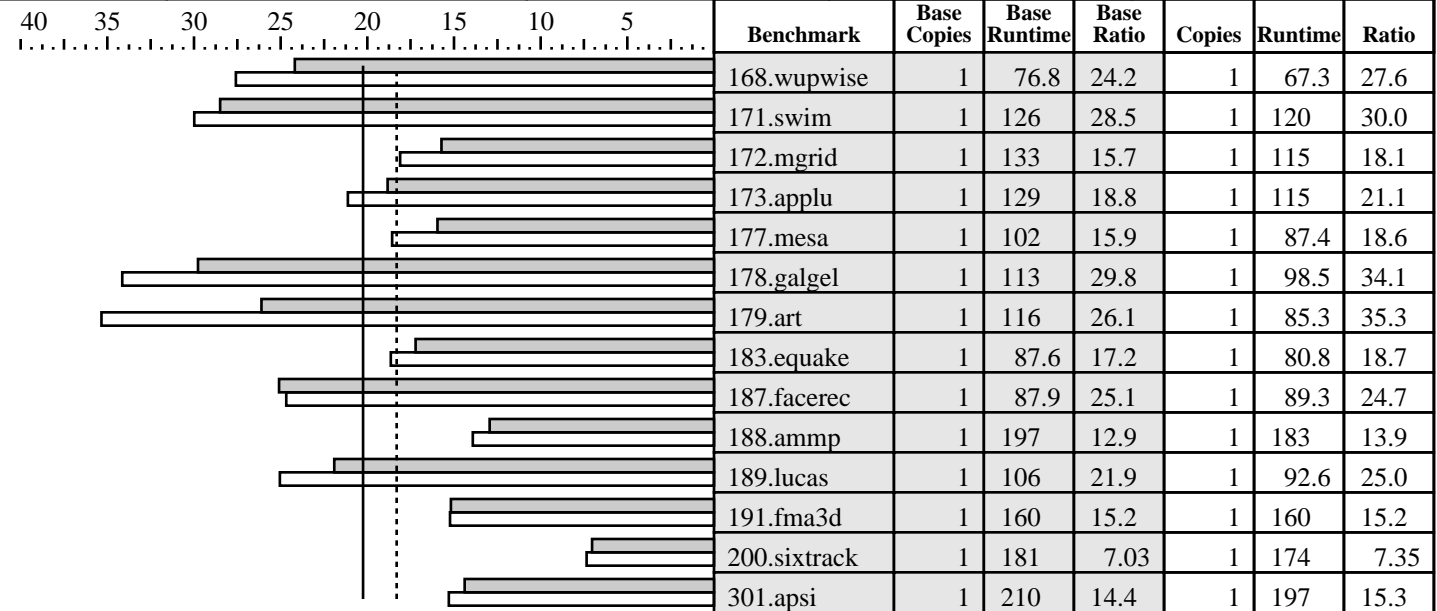 40 35 30 25 20 15 10 5
Benchmark Base Copies Base Runtime Base Ratio Copies Runtime Ratio
168.wupwise 1 76.8 24.2 1 67.3 27.6
171.swim 1 126 28.5 1 120 30.0
172.mgrid 1 133 15.7 1 115 18.1
173.applu 1 129 18.8 1 115 21.1
177.mesa 1 102 15.9 1 87.4 18.6
178.galgel 1 113 29.8 1 98.5 34.1
179.art 1 116 26.1 1 85.3 35.3
183.equake 1 87.6 17.2 1 80.8 18.7
187.facerec 1 87.9 25.1 1 89.3 24.7
188.ammp 1 197 12.9 1 183 13.9
189.lucas 1 106 21.9 1 92.6 25.0
191.fma3d 1 160 15.2 1 160 15.2
200.sixtrack 1 181 7.03 1 174 7.35
301.apsi 1 210 14.4 1 197 15.3